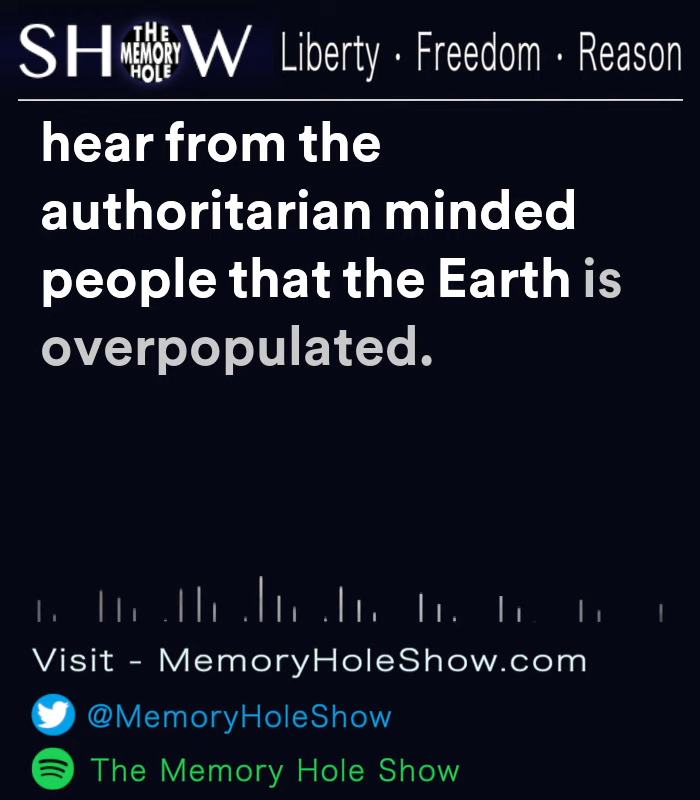 SHOW THE MEMORY HOLE Liberty · Freedom · Reason
hear from the
authoritarian minded
people that the Earth is
overpopulated.
Visit - MemoryHoleShow.com
@MemoryHoleShow
The Memory Hole Show